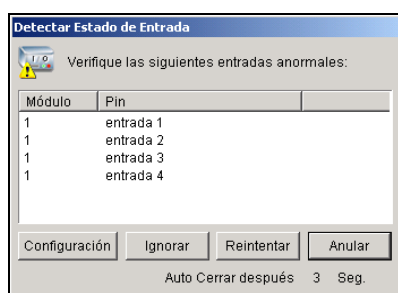 Detectar Estado de Entrada
Verifique las siguientes entradas anormales:
Módulo Pin
1 entrada 1
1 entrada 2
1 entrada 3
1 entrada 4
Configuración Ignorar Reintentar Anular
Auto Cerrar después 3 Seg.